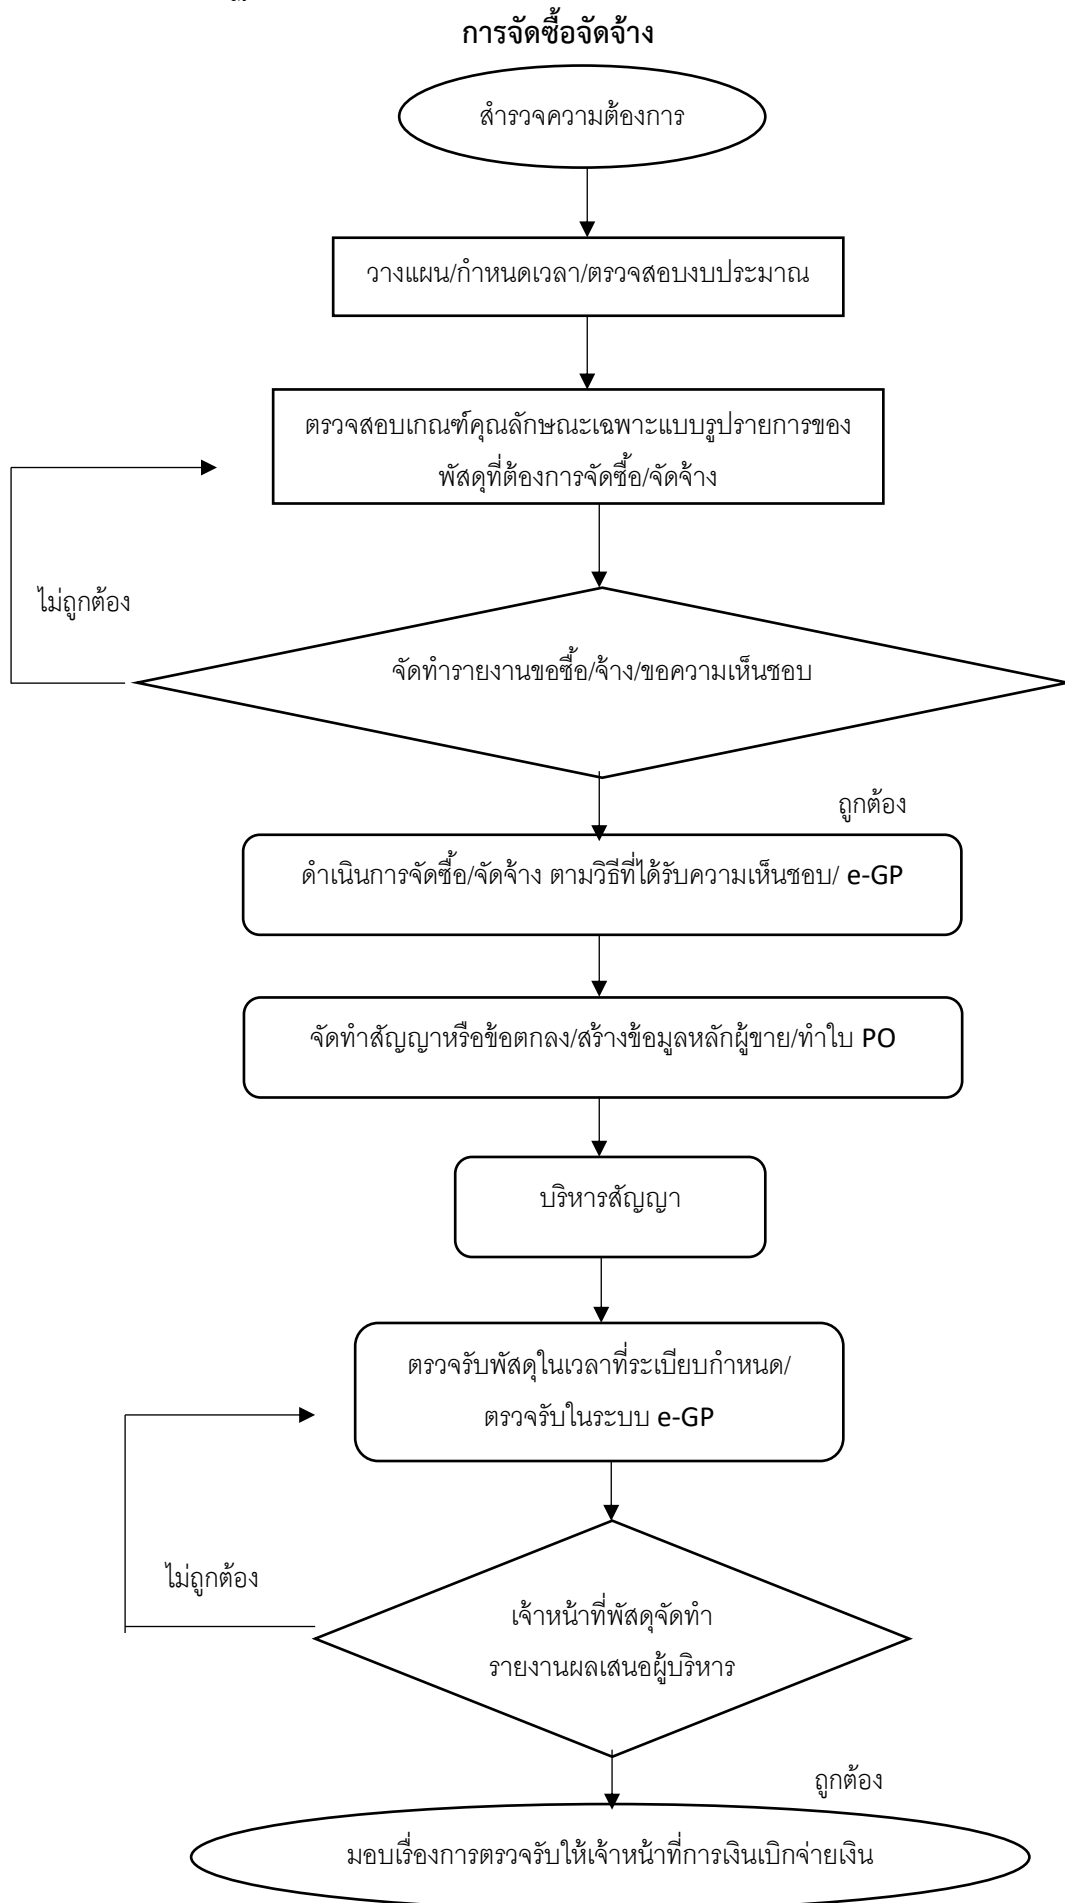 การจัดซื้อจัดจ้าง
สำรวจความต้องการ
วางแผน/กำหนดเวลา/ตรวจสอบงบประมาณ
ตรวจสอบเกณฑ์คุณลักษณะเฉพาะแบบรูปรายการของ
พัสดุที่ต้องการจัดซื้อ/จัดจ้าง
ไม่ถูกต้อง
จัดทำรายงานขอซื้อ/จ้าง/ขอความเห็นชอบ
ถูกต้อง
ดำเนินการจัดซื้อ/จัดจ้าง ตามวิธีที่ได้รับความเห็นชอบ/ e-GP
จัดทำสัญญาหรือข้อตกลง/สร้างข้อมูลหลักผู้ขาย/ทำใบ PO
บริหารสัญญา
ตรวจรับพัสดุในเวลาที่ระเบียบกำหนด/
ตรวจรับในระบบ e-GP
ไม่ถูกต้อง
เจ้าหน้าที่พัสดุจัดทำ
รายงานผลเสนอผู้บริหาร
ถูกต้อง
มอบเรื่องการตรวจรับให้เจ้าหน้าที่การเงินเบิกจ่ายเงิน